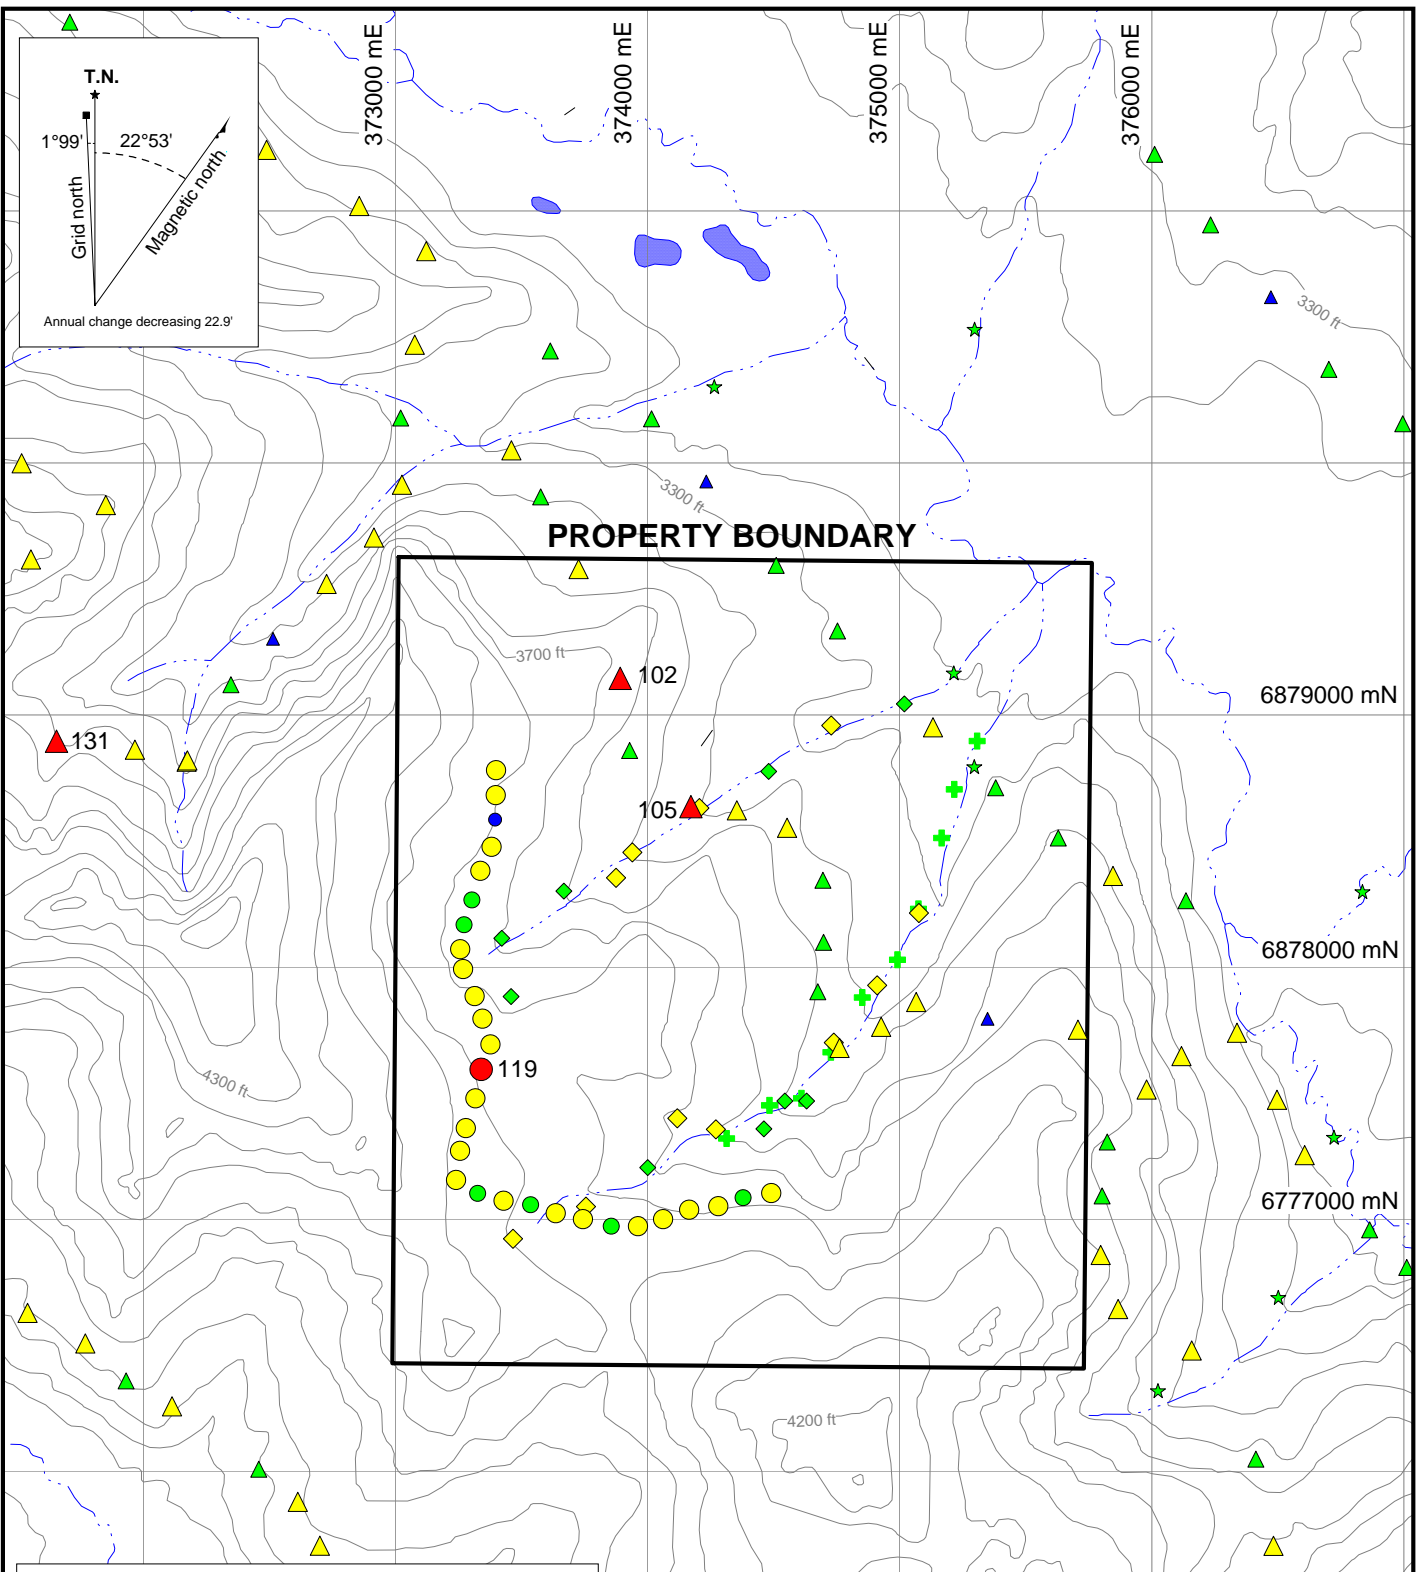 373000 mE
374000 mE
375000 mE
376000 mE
T.N.
1°99'
22°53'
Grid north
Magnetic north
Annual change decreasing 22.9'
3300 ft
3300 ft
PROPERTY BOUNDARY
3700 ft
102
6879000 mN
131
105
6878000 mN
119
4300 ft
6777000 mN
4200 ft